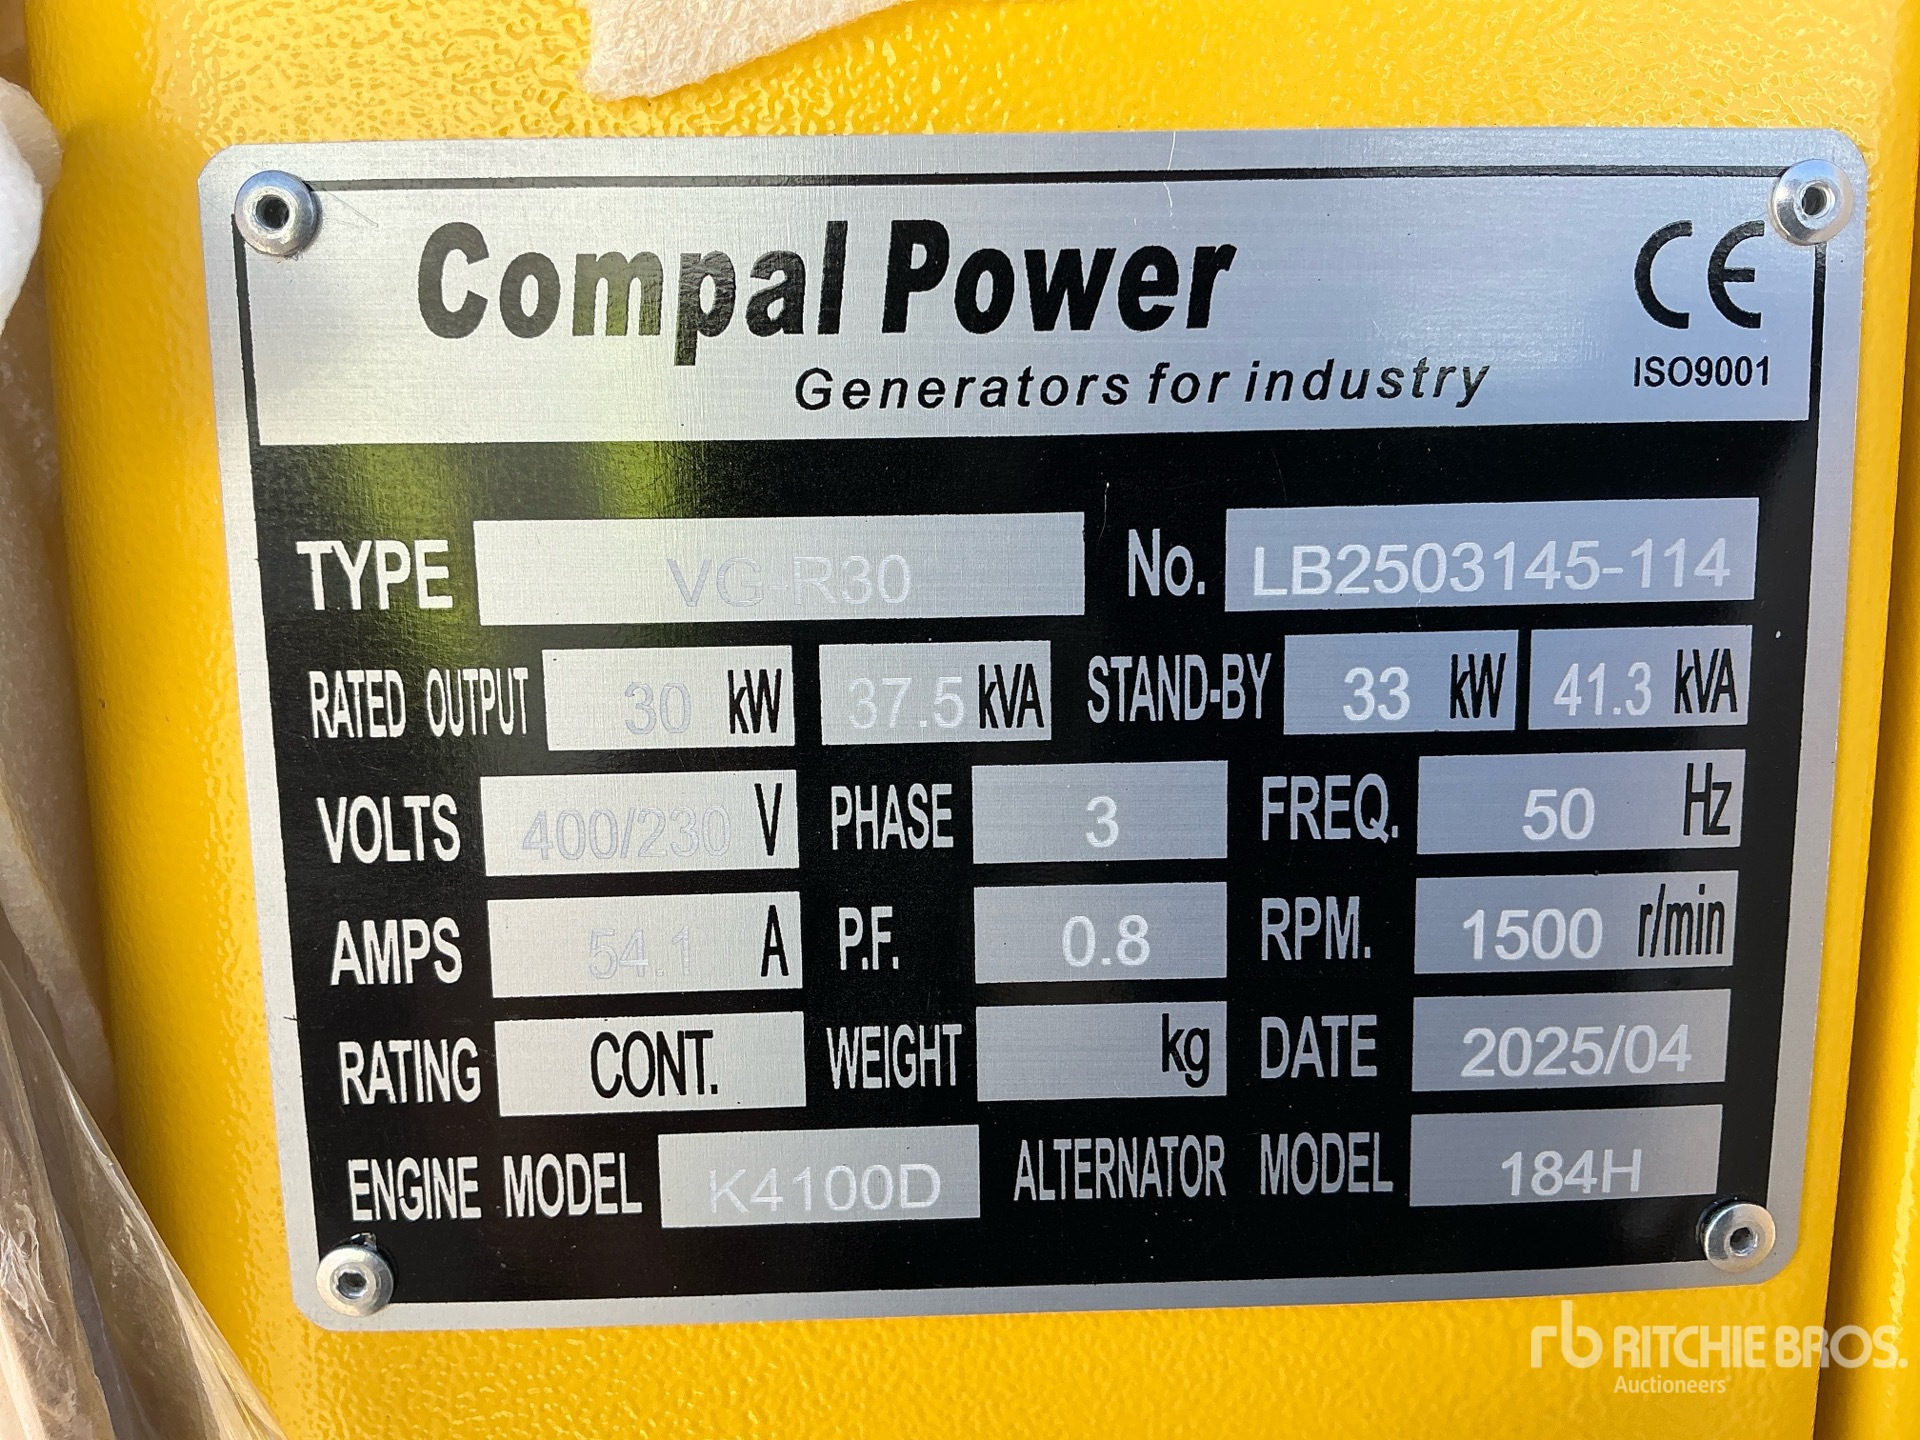 Compal Power
CE
Generators for industry
ISO9001
TYPE VG-R30 No. LB2503145-114
RATED OUTPUT 30 kW 37.5 kVA STAND-BY 33 kW 41.3 kVA
VOLTS 400/230 V PHASE 3 FREQ. 50 Hz
AMPS 54.1 A P.F. 0.8 RPM. 1500 r/min
RATING CONT. WEIGHT kg DATE 2025/04
ENGINE MODEL K4100D ALTERNATOR MODEL 184H
rb RITCHIE BROS.
Auctioneers